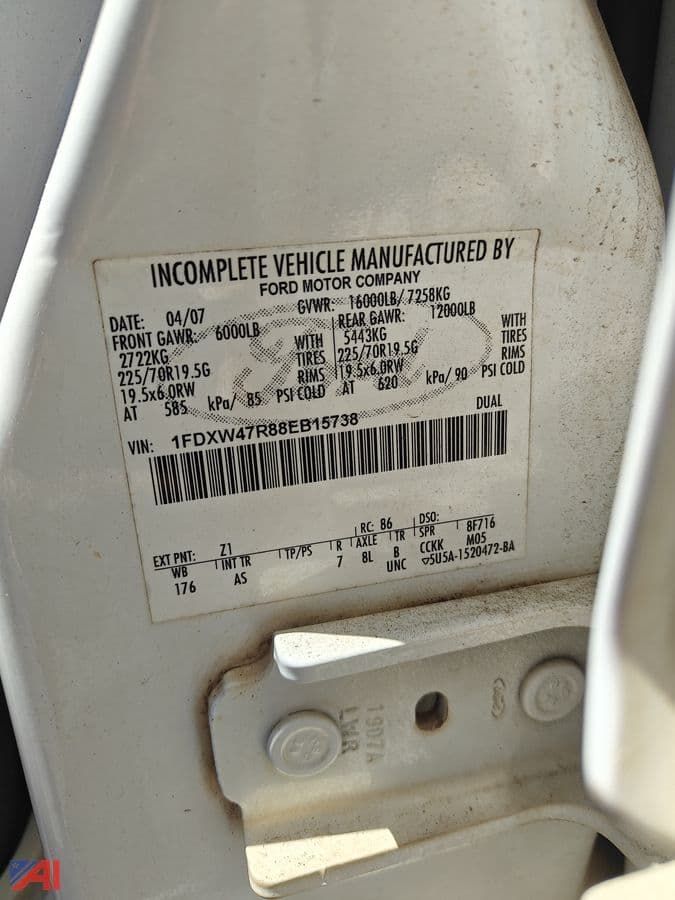 INCOMPLETE VEHICLE MANUFACTURED BY
FORD MOTOR COMPANY
DATE: 04/07 GVWR: 16000LB/ 7258KG
FRONT GAWR: 6000LB REAR GAWR: 12000LB
2722KG WITH 5443KG WITH
225/70R19.5G TIRES 225/70R19.5G TIRES
19.5x6.0RW RIMS 19.5x6.0RW RIMS
AT 585 kPa/ 85 PSI COLD AT 620 kPa/ 90 PSI COLD
VIN: 1FDXW47R88EB15738 DUAL
EXT PNT: Z1 RC: 86 DSO:
WB INT TR TP/PS R AXLE TR SPR 8F716
176 AS 7 8L B CCKK M05
UNC ▽5U5A-1520472-BA
1907A
LWR
AI